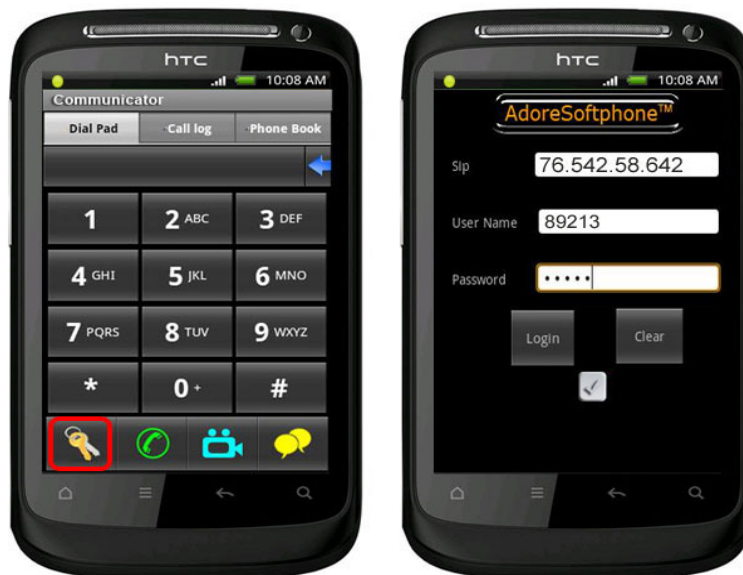 hTC
10:08 AM
Communicator
Dial Pad
Call log
Phone Book
1
2 ABC
3 DEF
4 GHI
5 JKL
6 MNO
7 PQRS
8 TUV
9 WXYZ
*
0 +
#
hTC
10:08 AM
AdoreSoftphone™
Sip 76.542.58.642
User Name 89213
Password •••••
Login
Clear